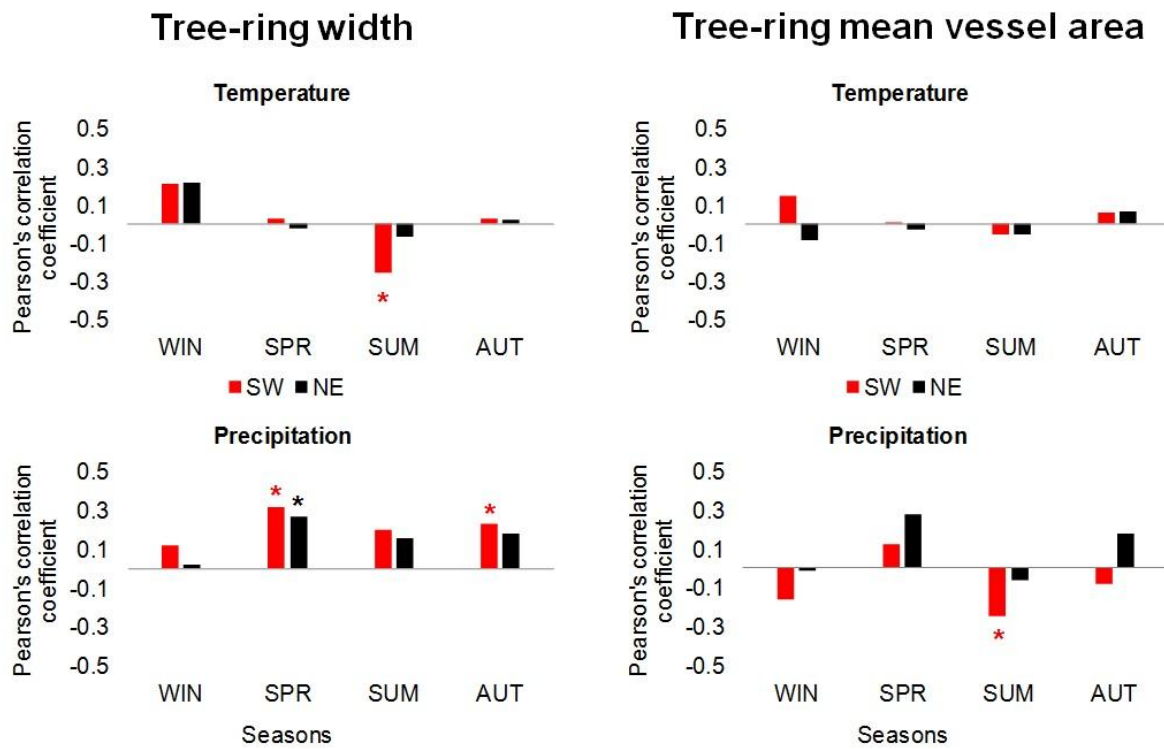 Tree-ring width
Temperature
Pearson's correlation
coefficient
0.5
0.3
0.1
-0.1
-0.3
-0.5
*
WIN SPR SUM AUT
SW NE
Precipitation
Pearson's correlation
coefficient
0.5
0.3
0.1
-0.1
-0.3
-0.5
* * *
WIN SPR SUM AUT
Seasons
Tree-ring mean vessel area
Temperature
Pearson's correlation
coefficient
0.5
0.3
0.1
-0.1
-0.3
-0.5
WIN SPR SUM AUT
SW NE
Precipitation
Pearson's correlation
coefficient
0.5
0.3
0.1
-0.1
-0.3
-0.5
*
WIN SPR SUM AUT
Seasons